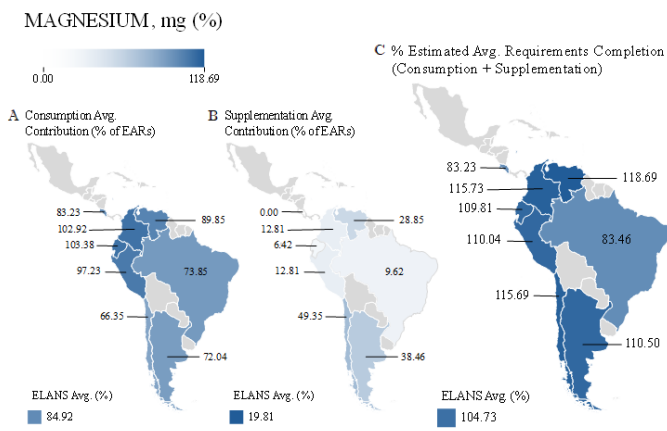 MAGNESIUM, mg (%)
0.00
118.69
A Consumption Avg.
Contribution (% of EARs)
83.23
102.92
103.38
97.23
66.35
89.85
73.85
72.04
ELANS Avg. (%)
84.92
B Supplementation Avg.
Contribution (% of EARs)
0.00
12.81
6.42
12.81
49.35
28.85
9.62
38.46
ELANS Avg. (%)
19.81
C % Estimated Avg. Requirements Completion
(Consumption + Supplementation)
83.23
115.73
109.81
110.04
115.69
118.69
83.46
110.50
ELANS Avg. (%)
104.73